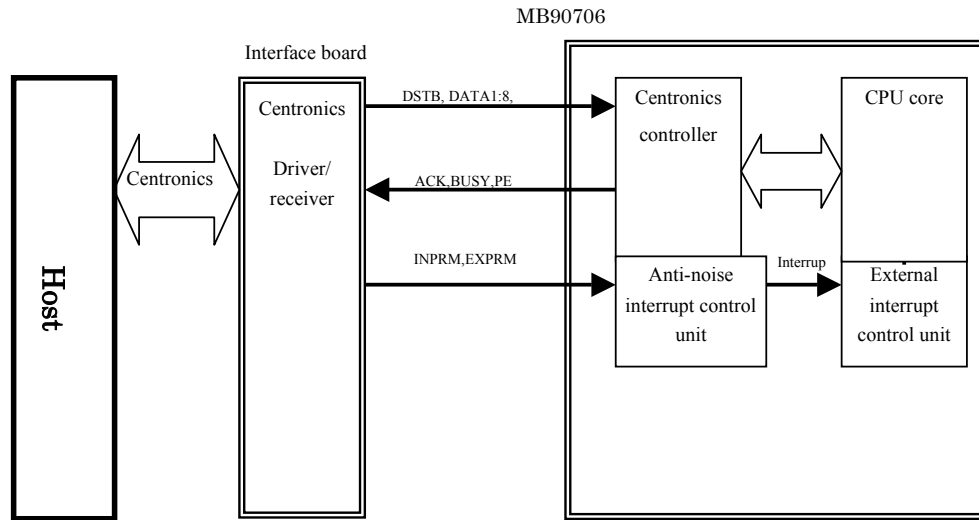 MB90706
Interface board
Host
Centronics
Centronics
Driver/
receiver
DSTB, DATA1:8,
ACK,BUSY,PE
INPRM,EXPRM
Centronics
controller
Anti-noise
interrupt control
unit
Interrup
CPU core
External
interrupt
control unit